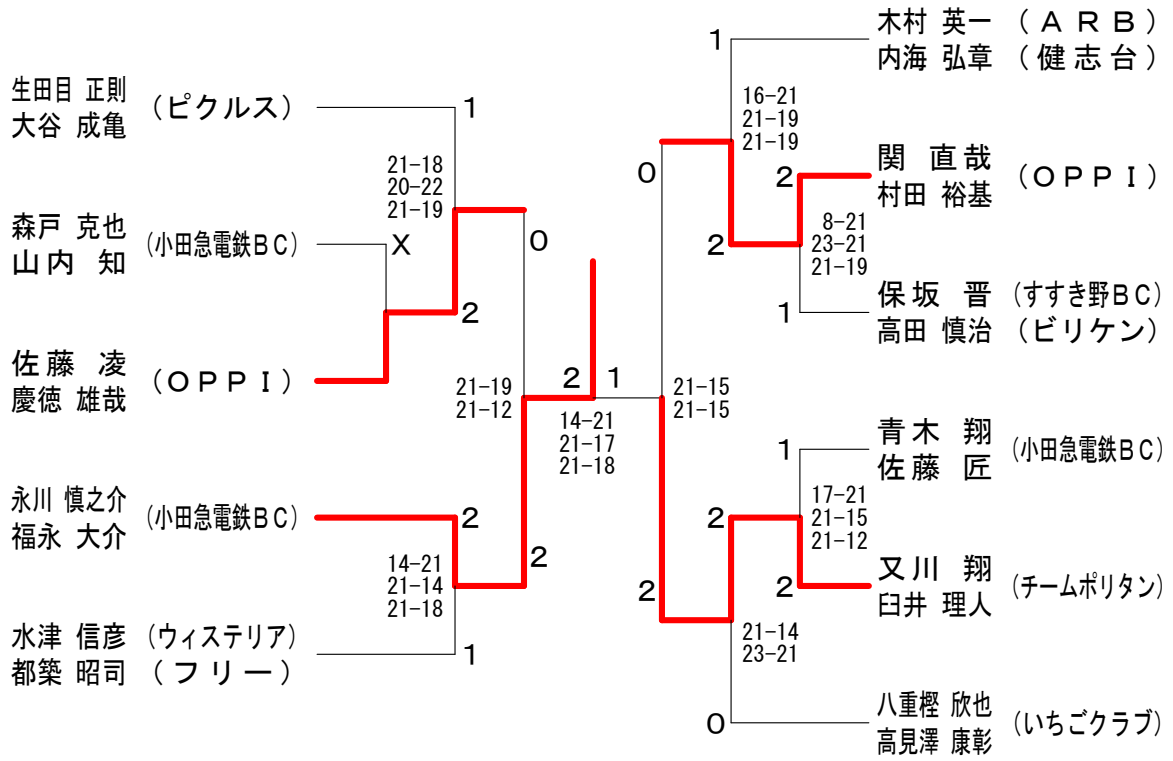 生田目 正則 (ピクルス) 1
大谷 成亀
21-18
20-22
21-19
森戸 克也 (小田急電鉄BC) X
山内 知
0
2
佐藤 凌 (OPPI)
慶徳 雄哉
21-19
21-12
2 1
14-21
21-17
21-18
永川 慎之介 (小田急電鉄BC) 2
福永 大介
14-21
21-14
21-18
2
水津 信彦 (ウィステリア)
都築 昭司 (フリー) 1
1 木村 英一 (ARB)
内海 弘章 (健志台)
16-21
21-19
21-19
0
2 関 直哉 (OPPI)
村田 裕基
8-21
23-21
21-19
2
1 保坂 晋 (すすき野BC)
高田 慎治 (ビリケン)
21-15
21-15
1 青木 翔 (小田急電鉄BC)
佐藤 匠
17-21
21-15
21-12
2
2 又川 翔 (チームポリタン)
臼井 理人
2
21-14
23-21
0 八重樫 欣也 (いちごクラブ)
高見澤 康彰